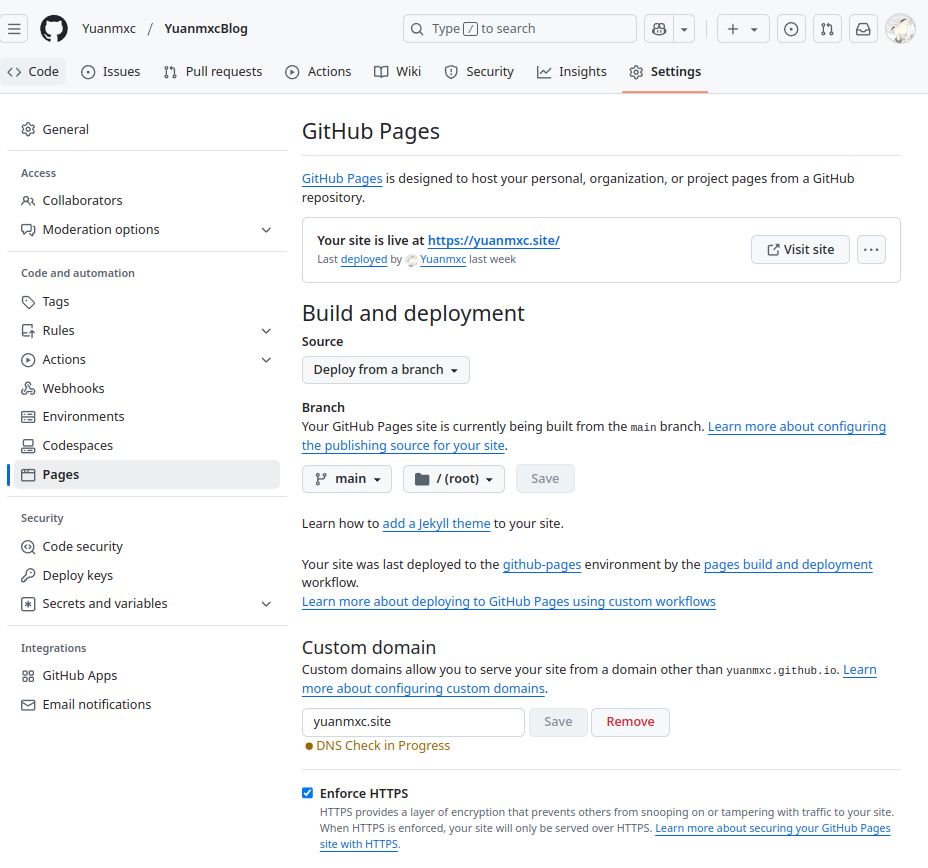 Yuanmxc / YuanmxcBlog
Type / to search
Code
Issues
Pull requests
Actions
Wiki
Security
Insights
Settings
General
Access
Collaborators
Moderation options
Code and automation
Tags
Rules
Actions
Webhooks
Environments
Codespaces
Pages
Security
Code security
Deploy keys
Secrets and variables
Integrations
GitHub Apps
Email notifications
GitHub Pages
GitHub Pages is designed to host your personal, organization, or project pages from a GitHub
repository.
Your site is live at https://yuanmxc.site/
Last deployed by Yuanmxc last week
Visit site
Build and deployment
Source
Deploy from a branch
Branch
Your GitHub Pages site is currently being built from the main branch. Learn more about configuring
the publishing source for your site.
main
/ (root)
Save
Learn how to add a Jekyll theme to your site.
Your site was last deployed to the github-pages environment by the pages build and deployment
workflow.
Learn more about deploying to GitHub Pages using custom workflows
Custom domain
Custom domains allow you to serve your site from a domain other than yuanmxc.github.io. Learn
more about configuring custom domains.
yuanmxc.site
Save
Remove
DNS Check in Progress
Enforce HTTPS
HTTPS provides a layer of encryption that prevents others from snooping on or tampering with traffic to your site.
When HTTPS is enforced, your site will only be served over HTTPS. Learn more about securing your GitHub Pages
site with HTTPS.